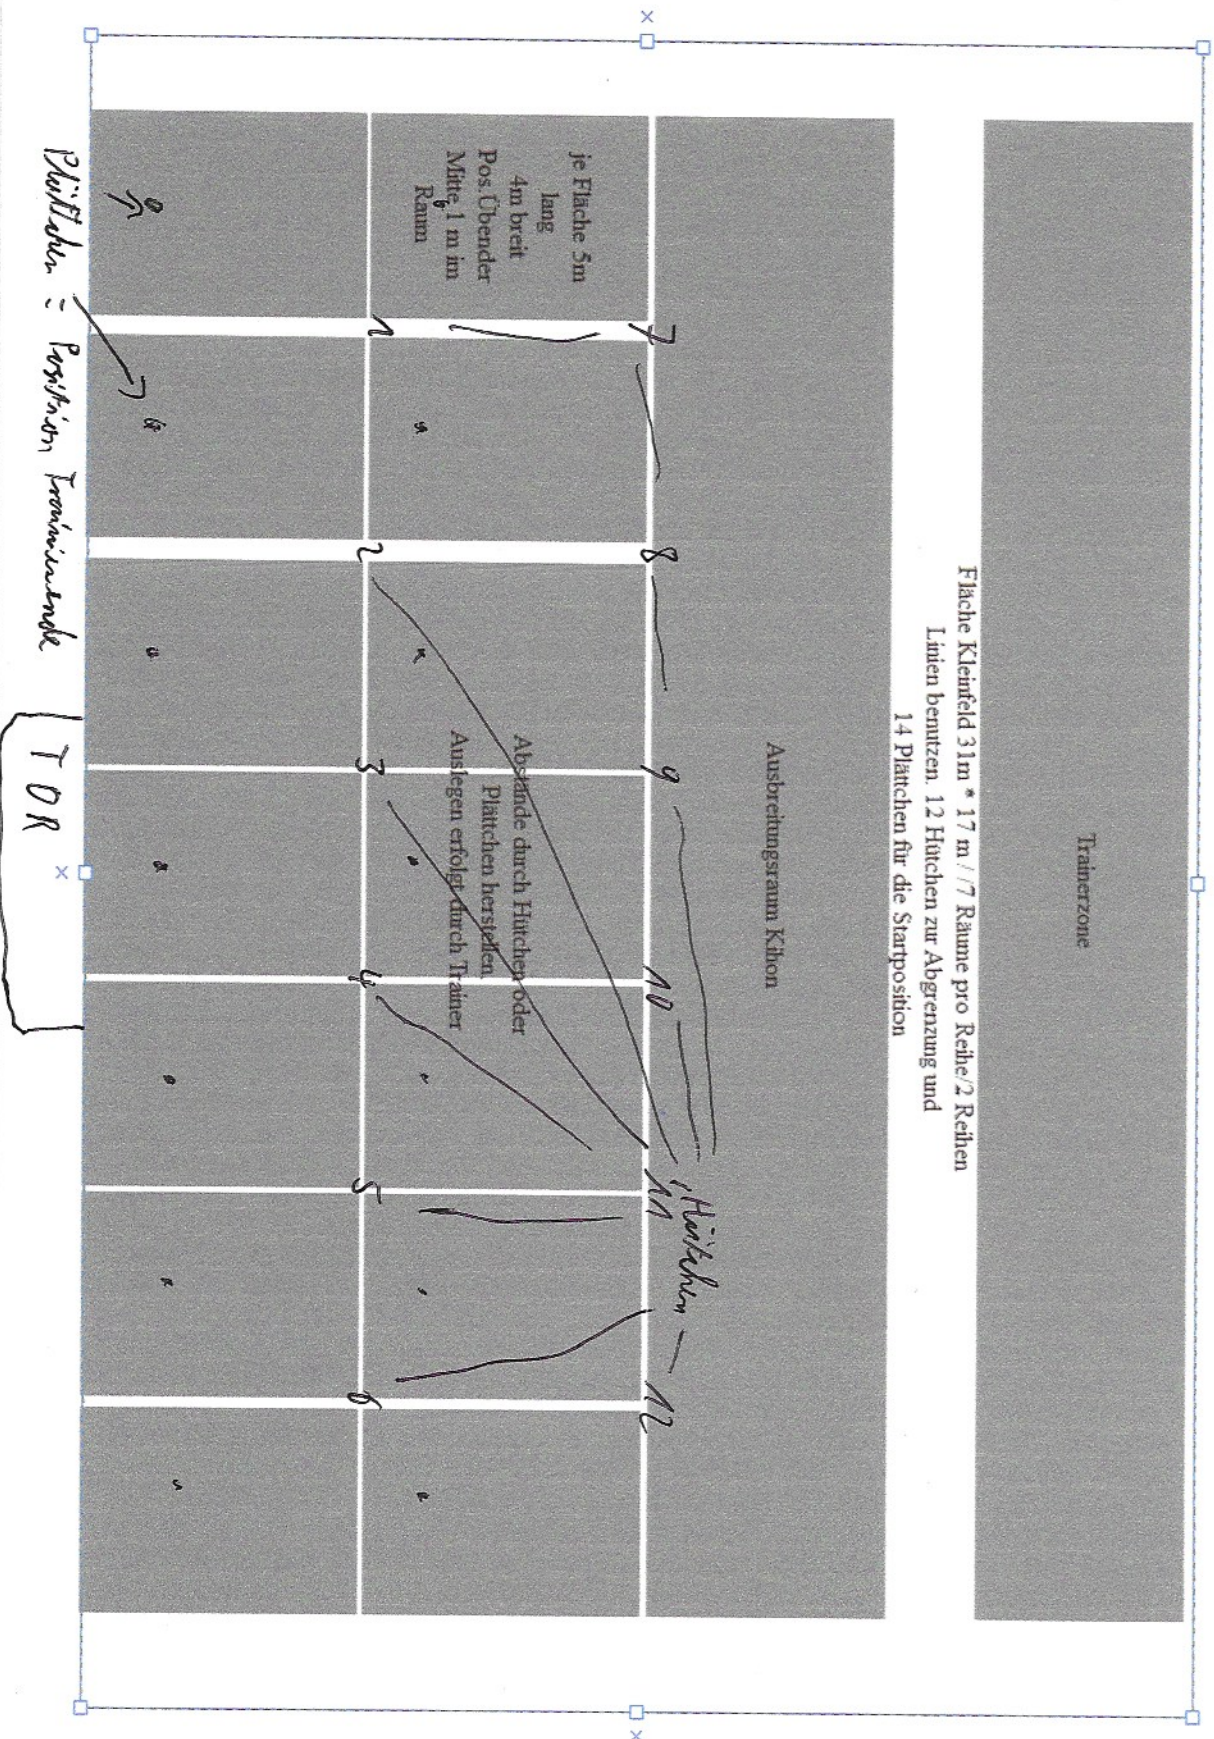 Trainerzone
Fläche Kleinfeld 31m * 17 m / /7 Räume pro Reihe/2 Reihen
Linien benutzen. 12 Hütchen zur Abgrenzung und
14 Plättchen für die Startposition
Ausbreitungsraum Kihon
7
8
9
10
11
12
Hütchen
je Fläche 5m
lang
4m breit
Pos.Übender
Mitte 1 m im
Raum
Abstände durch Hütchen oder
Plättchen herstellen.
Auslegen erfolgt durch Trainer
1
2
3
4
5
6
Plättchen = Position Trainierende
TOR